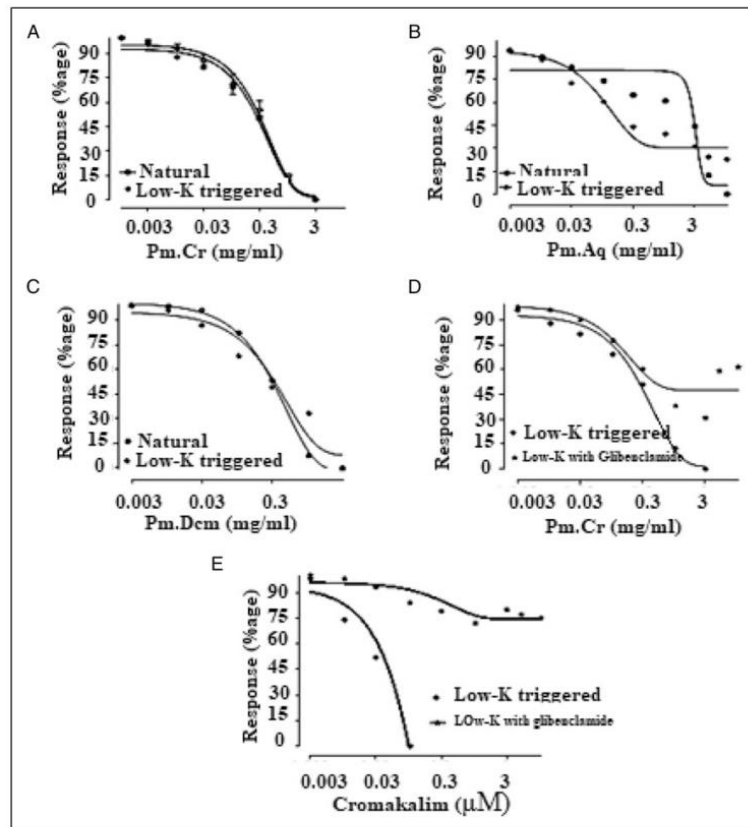 A
Response (%age)
90
75
60
45
30
15
0
Natural
Low-K triggered
0.003 0.03 0.3 3
Pm.Cr (mg/ml)
B
Response (%age)
90
75
60
45
30
15
0
Natural
Low-K triggered
0.003 0.03 0.3 3
Pm.Aq (mg/ml)
C
Response (%age)
90
75
60
45
30
15
0
Natural
Low-K triggered
0.003 0.03 0.3
Pm.Dcm (mg/ml)
D
Response (%age)
90
75
60
45
30
15
0
Low-K triggered
Low-K with Glibenclamide
0.003 0.03 0.3 3
Pm.Cr (mg/ml)
E
Response (%age)
90
75
60
45
30
15
0
Low-K triggered
LOw-K with glibenclamide
0.003 0.03 0.3 3
Cromakalim (μM)